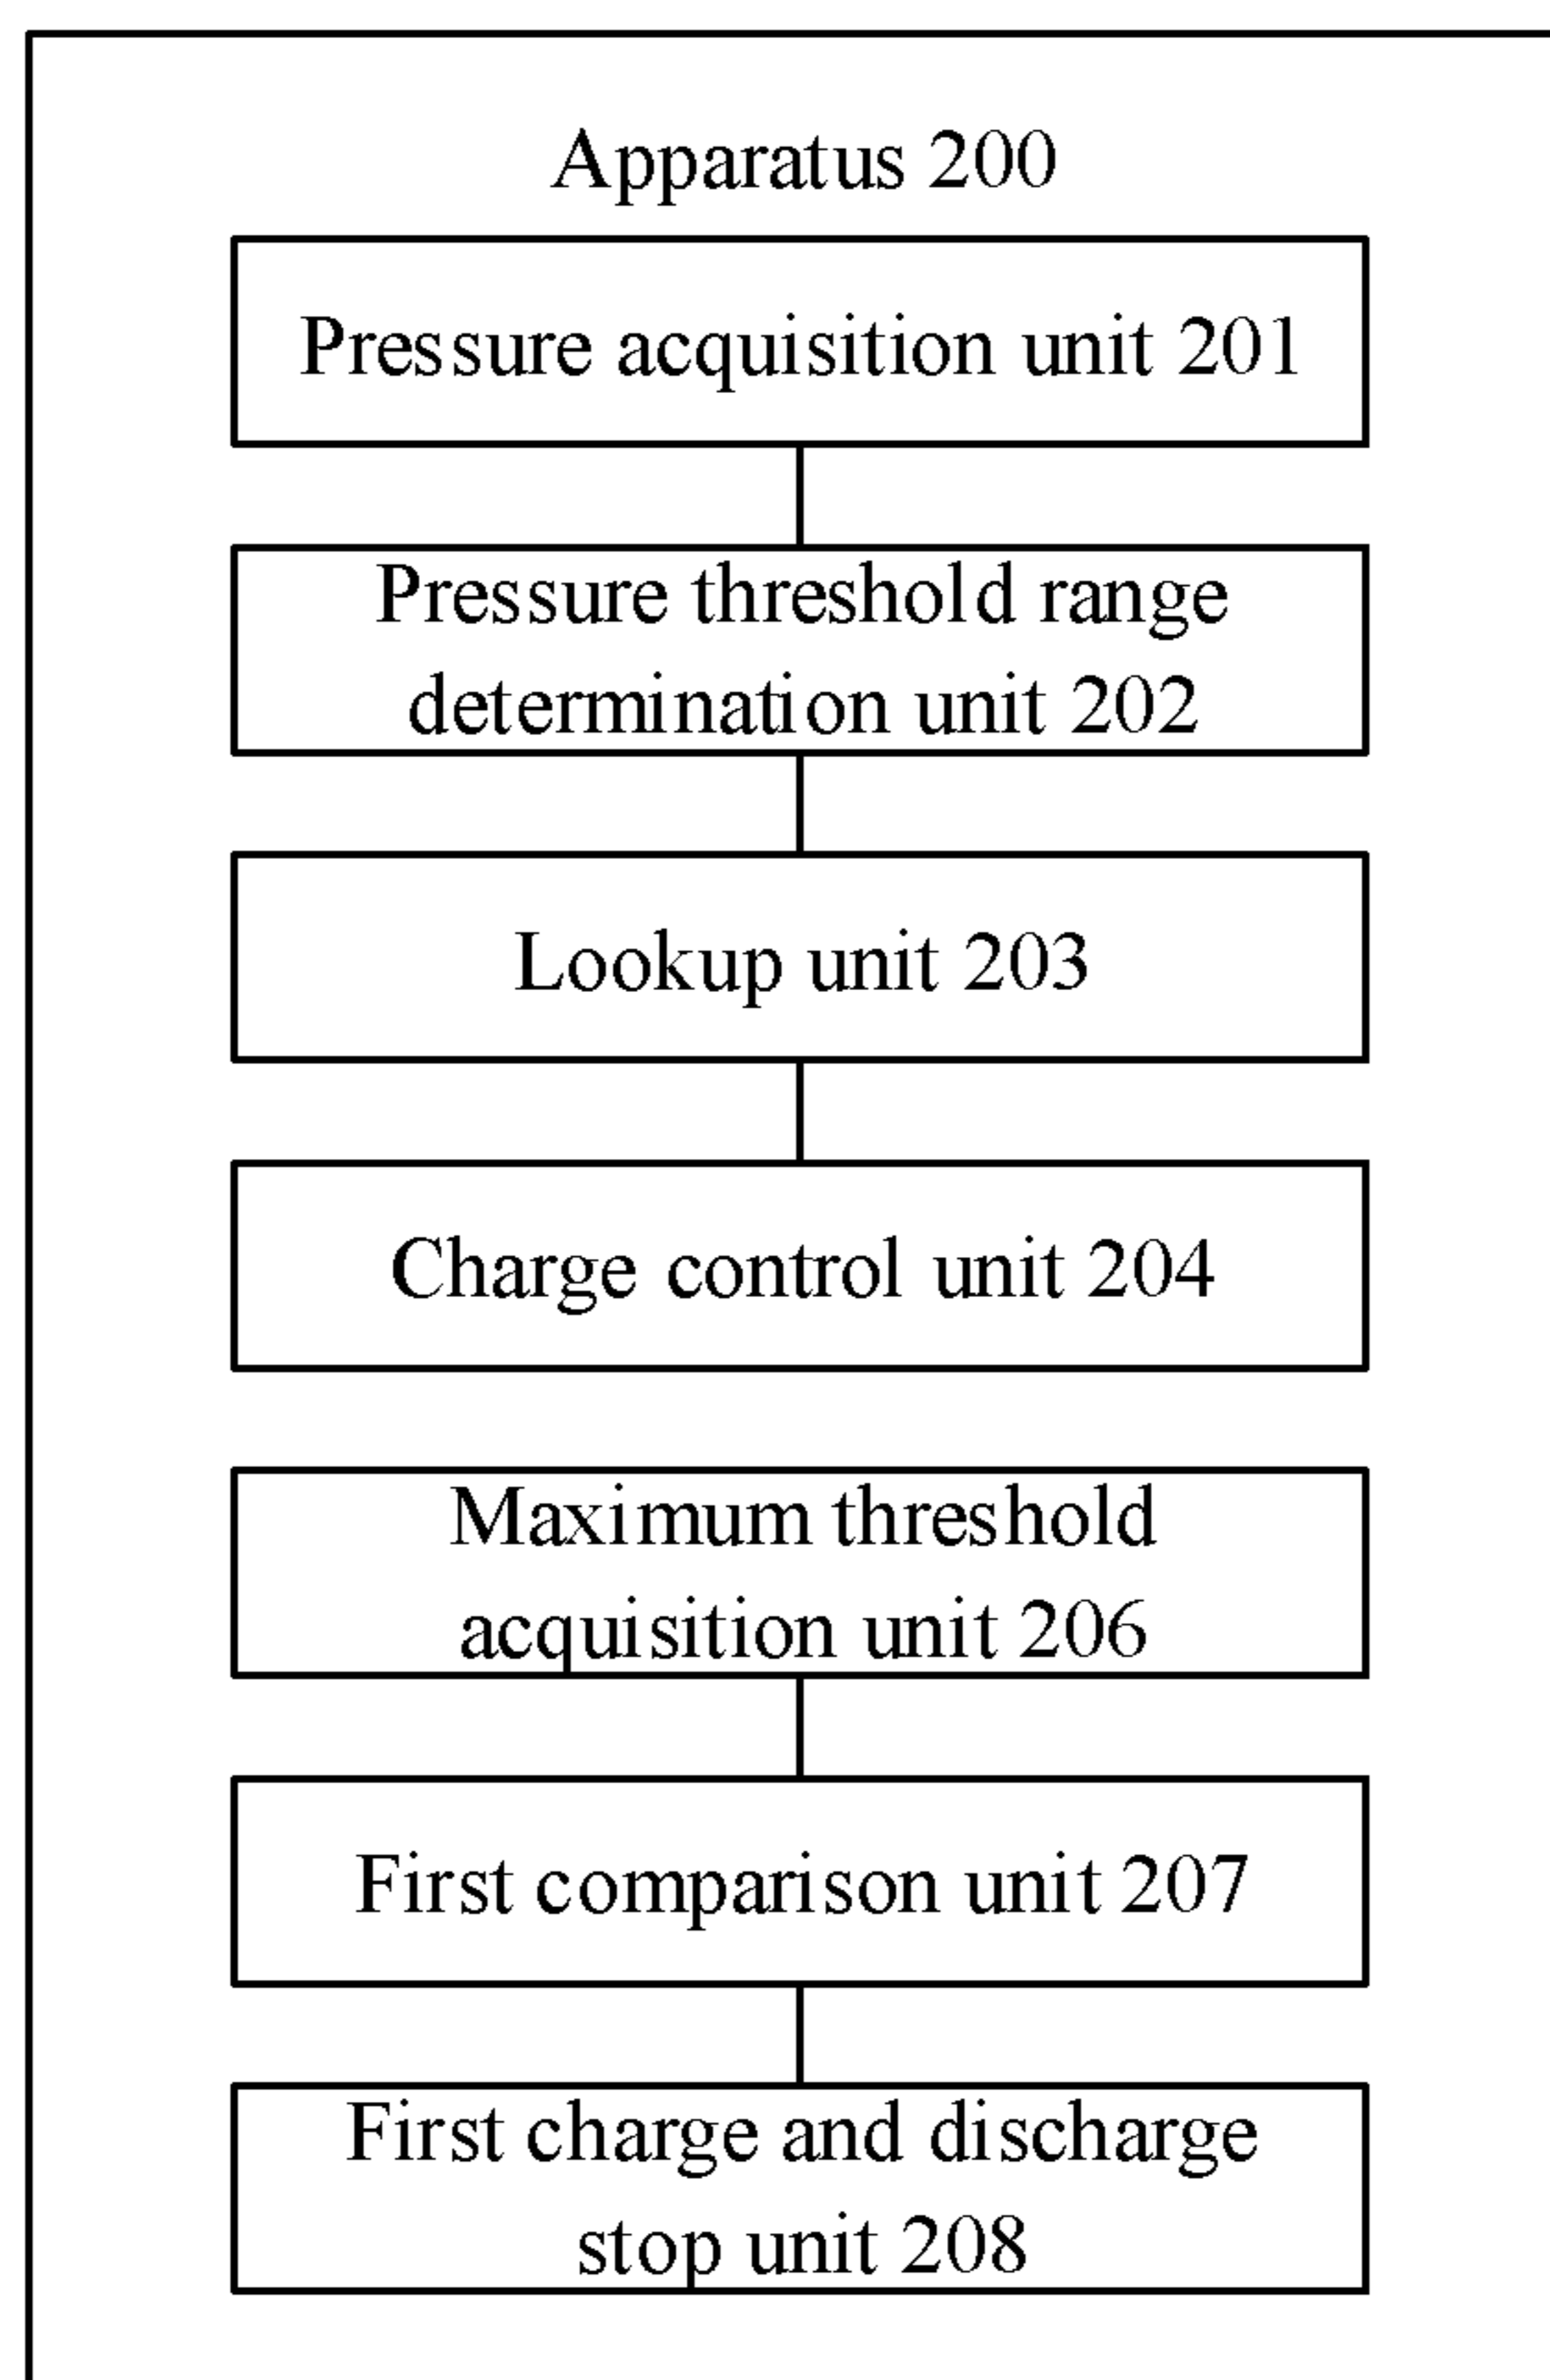 Apparatus 200
Pressure acquisition unit 201
Pressure threshold range
determination unit 202
Lookup unit 203
Charge control unit 204
Maximum threshold
acquisition unit 206
First comparison unit 207
First charge and discharge
stop unit 208